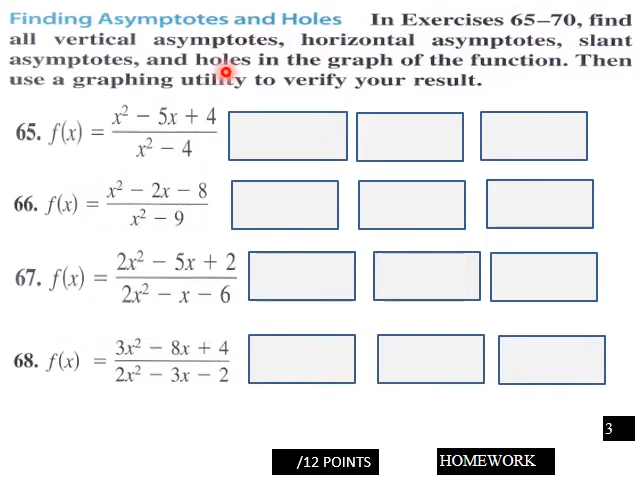 Finding Asymptotes and Holes In Exercises 65–70, find
all vertical asymptotes, horizontal asymptotes, slant
asymptotes, and holes in the graph of the function. Then
use a graphing utility to verify your result.
65. f(x) = (x² − 5x + 4)/(x² − 4)
66. f(x) = (x² − 2x − 8)/(x² − 9)
67. f(x) = (2x² − 5x + 2)/(2x² − x − 6)
68. f(x) = (3x² − 8x + 4)/(2x² − 3x − 2)
3
/12 POINTS HOMEWORK